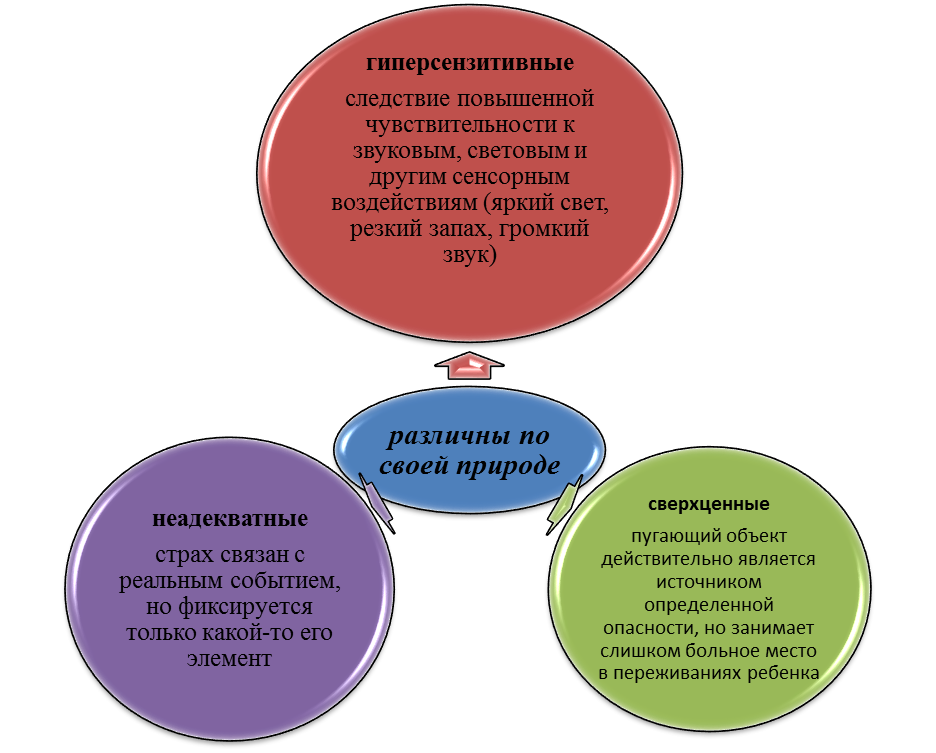 гиперсензитивные
следствие повышенной
чувствительности к
звуковым, световым и
другим сенсорным
воздействиям (яркий свет,
резкий запах, громкий
звук)
различны по
своей природе
неадекватные
страх связан с
реальным событием,
но фиксируется
только какой-то его
элемент
сверхценные
пугающий объект
действительно является
источником
определенной
опасности, но занимает
слишком больное место
в переживаниях ребенка